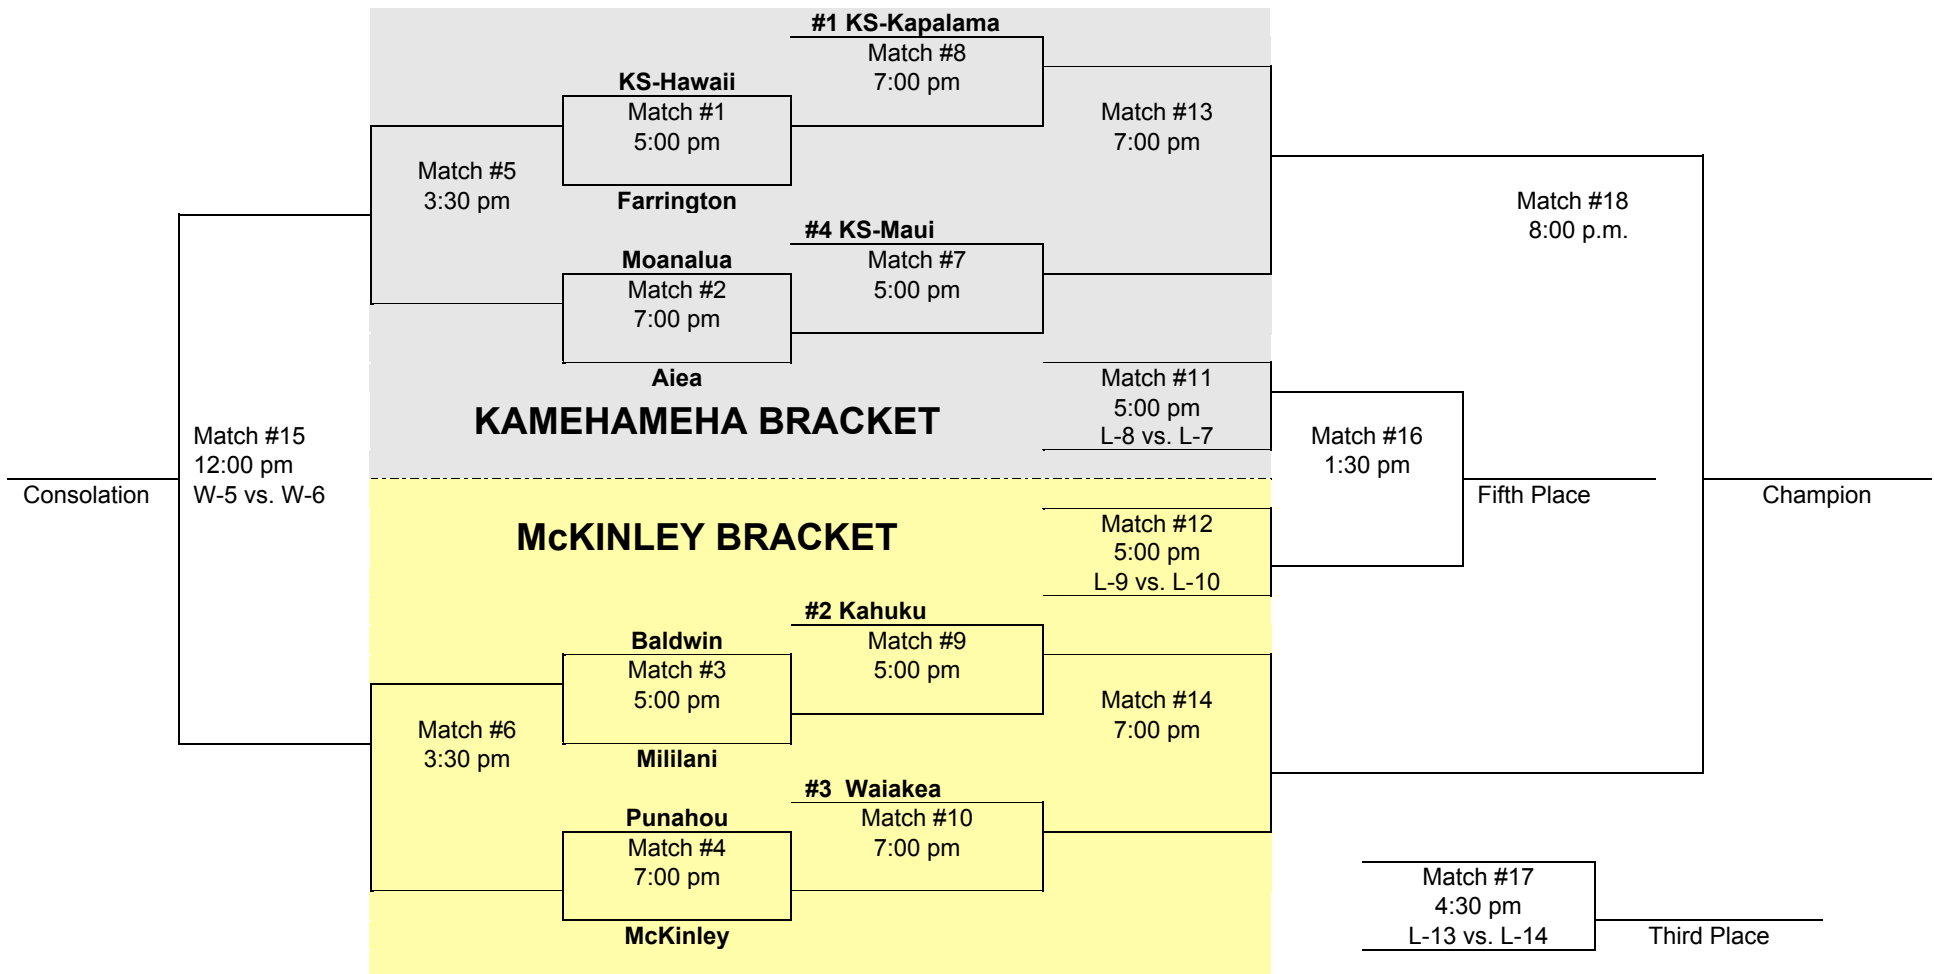 #1 KS-Kapalama
Match #8
7:00 pm
KS-Hawaii
Match #1
5:00 pm
Farrington
Match #13
7:00 pm
Match #5
3:30 pm
#4 KS-Maui
Match #7
5:00 pm
Moanalua
Match #2
7:00 pm
Aiea
Match #18
8:00 p.m.
KAMEHAMEHA BRACKET
Match #11
5:00 pm
L-8 vs. L-7
Match #15
12:00 pm
W-5 vs. W-6
Consolation
Match #16
1:30 pm
Fifth Place
Champion
McKINLEY BRACKET
Match #12
5:00 pm
L-9 vs. L-10
#2 Kahuku
Match #9
5:00 pm
Baldwin
Match #3
5:00 pm
Mililani
Match #14
7:00 pm
Match #6
3:30 pm
#3  Waiakea
Match #10
7:00 pm
Punahou
Match #4
7:00 pm
McKinley
Match #17
4:30 pm
L-13 vs. L-14
Third Place